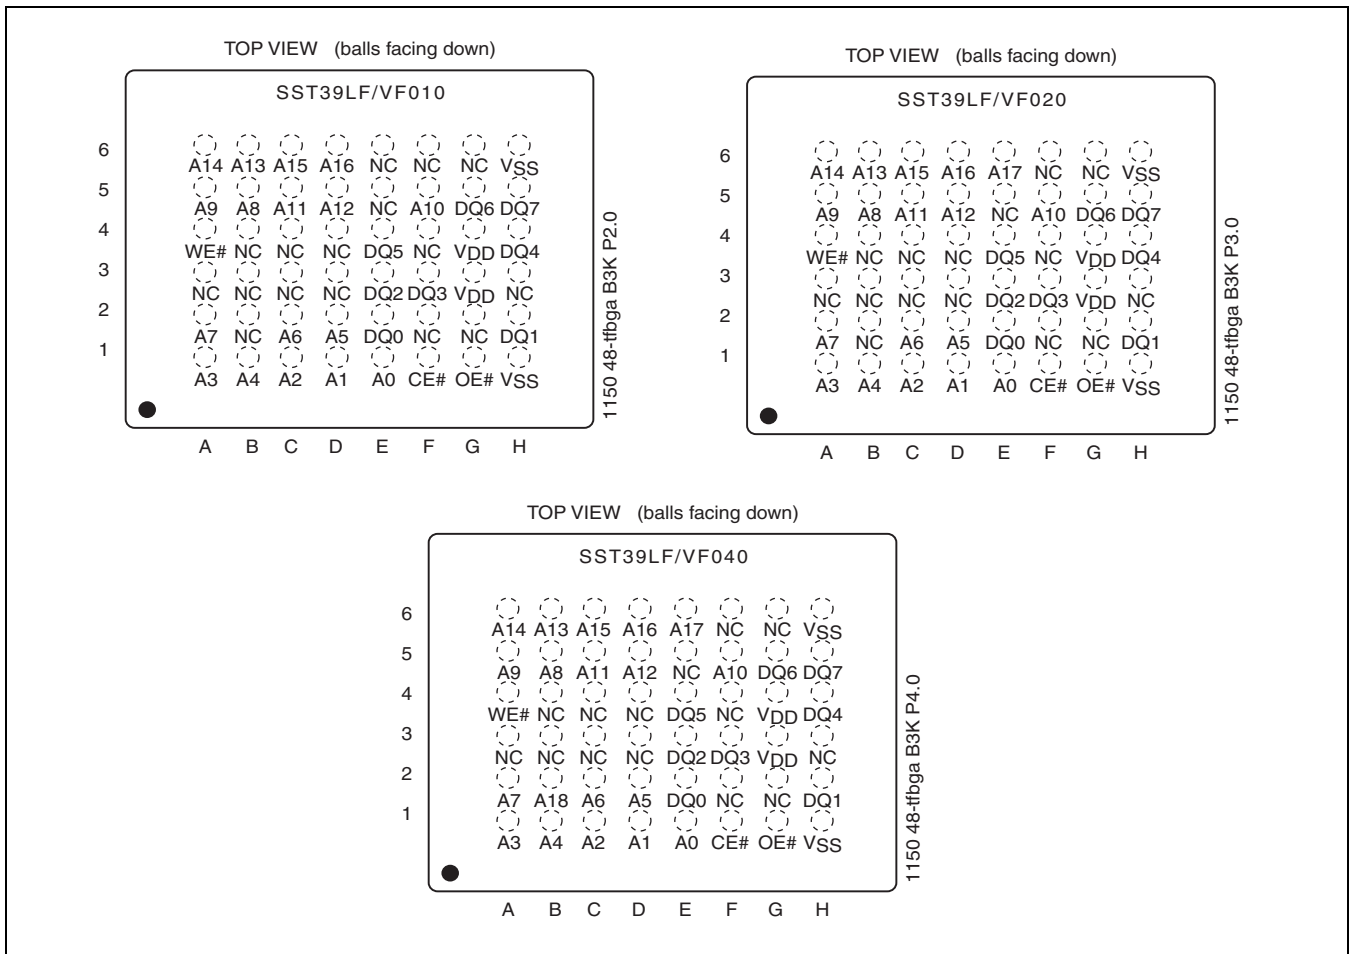 TOP VIEW (balls facing down)
SST39LF/VF010
6
A14 A13 A15 A16 NC NC NC VSS
5
A9 A8 A11 A12 NC A10 DQ6 DQ7
4
WE# NC NC NC DQ5 NC VDD DQ4
3
NC NC NC NC DQ2 DQ3 VDD NC
2
A7 NC A6 A5 DQ0 NC NC DQ1
1
A3 A4 A2 A1 A0 CE# OE# VSS
A B C D E F G H
1150 48-tfbga B3K P2.0
TOP VIEW (balls facing down)
SST39LF/VF020
6
A14 A13 A15 A16 A17 NC NC VSS
5
A9 A8 A11 A12 NC A10 DQ6 DQ7
4
WE# NC NC NC DQ5 NC VDD DQ4
3
NC NC NC NC DQ2 DQ3 VDD NC
2
A7 NC A6 A5 DQ0 NC NC DQ1
1
A3 A4 A2 A1 A0 CE# OE# VSS
A B C D E F G H
1150 48-tfbga B3K P3.0
TOP VIEW (balls facing down)
SST39LF/VF040
6
A14 A13 A15 A16 A17 NC NC VSS
5
A9 A8 A11 A12 NC A10 DQ6 DQ7
4
WE# NC NC NC DQ5 NC VDD DQ4
3
NC NC NC NC DQ2 DQ3 VDD NC
2
A7 A18 A6 A5 DQ0 NC NC DQ1
1
A3 A4 A2 A1 A0 CE# OE# VSS
A B C D E F G H
1150 48-tfbga B3K P4.0